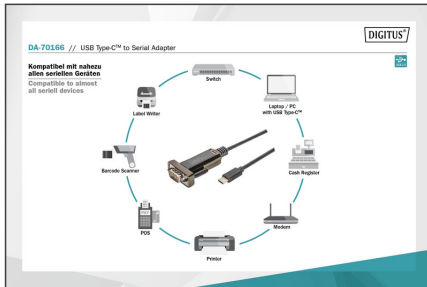 DIGITUS®
DA-70166 // USB Type-C™ to Serial Adapter
Kompatibel mit nahezu
allen seriellen Geräten
Compatible to almost
all seriell devices
Switch
Label Writer
Laptop / PC
with USB Type-C™
Barcode Scanner
Cash Register
POS
Modem
Printer